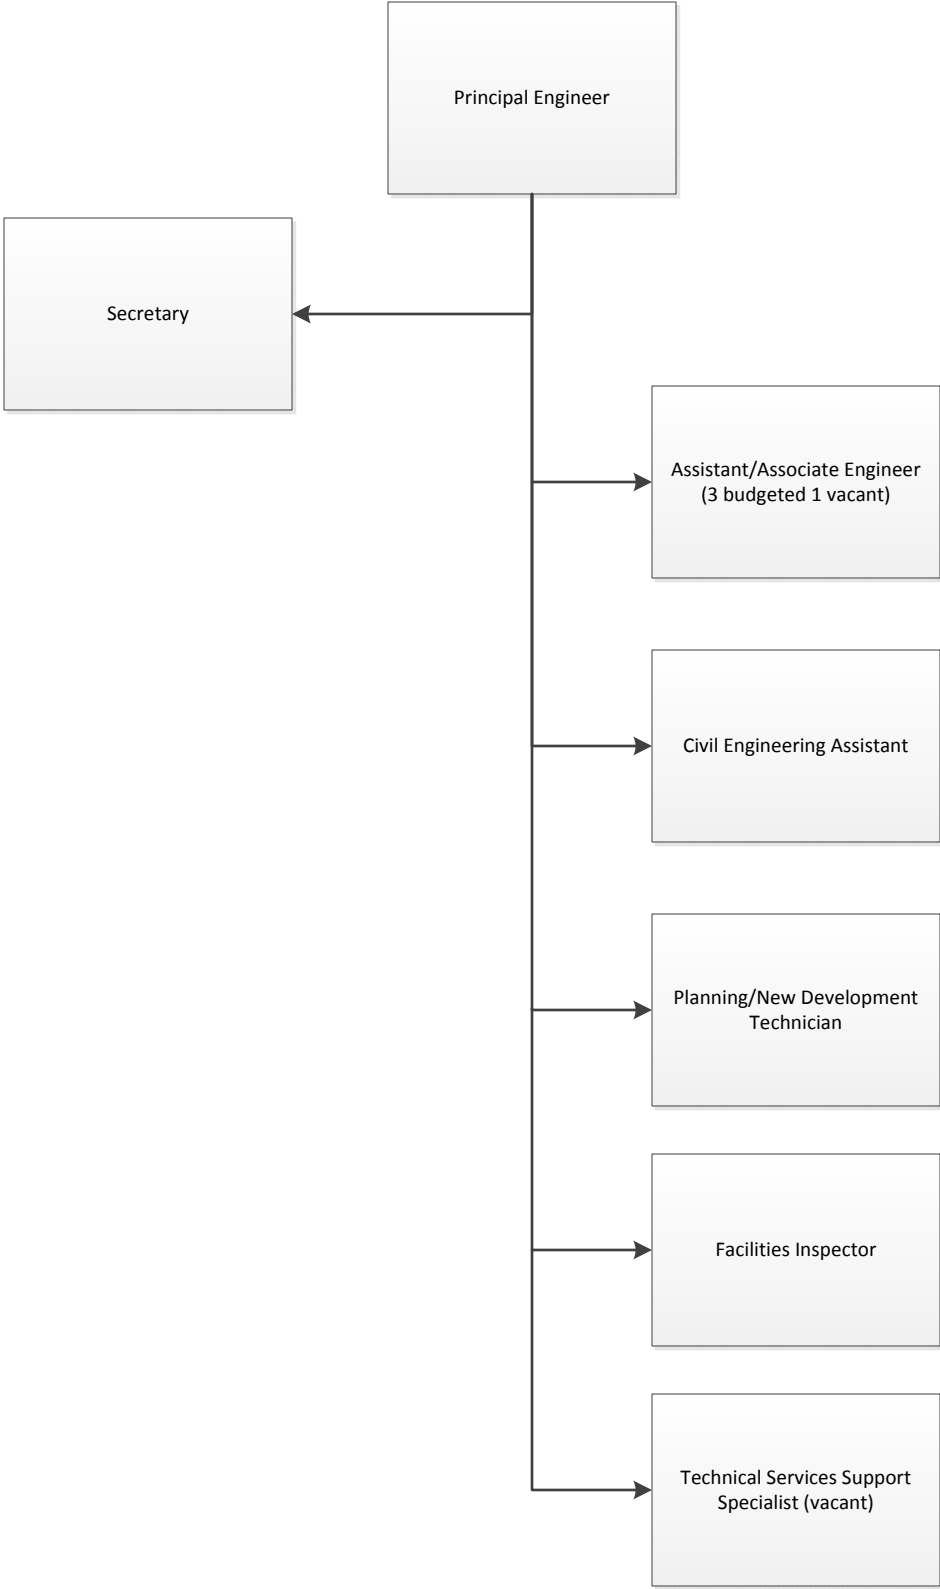 Principal Engineer
Secretary
Assistant/Associate Engineer
(3 budgeted 1 vacant)
Civil Engineering Assistant
Planning/New Development
Technician
Facilities Inspector
Technical Services Support
Specialist (vacant)